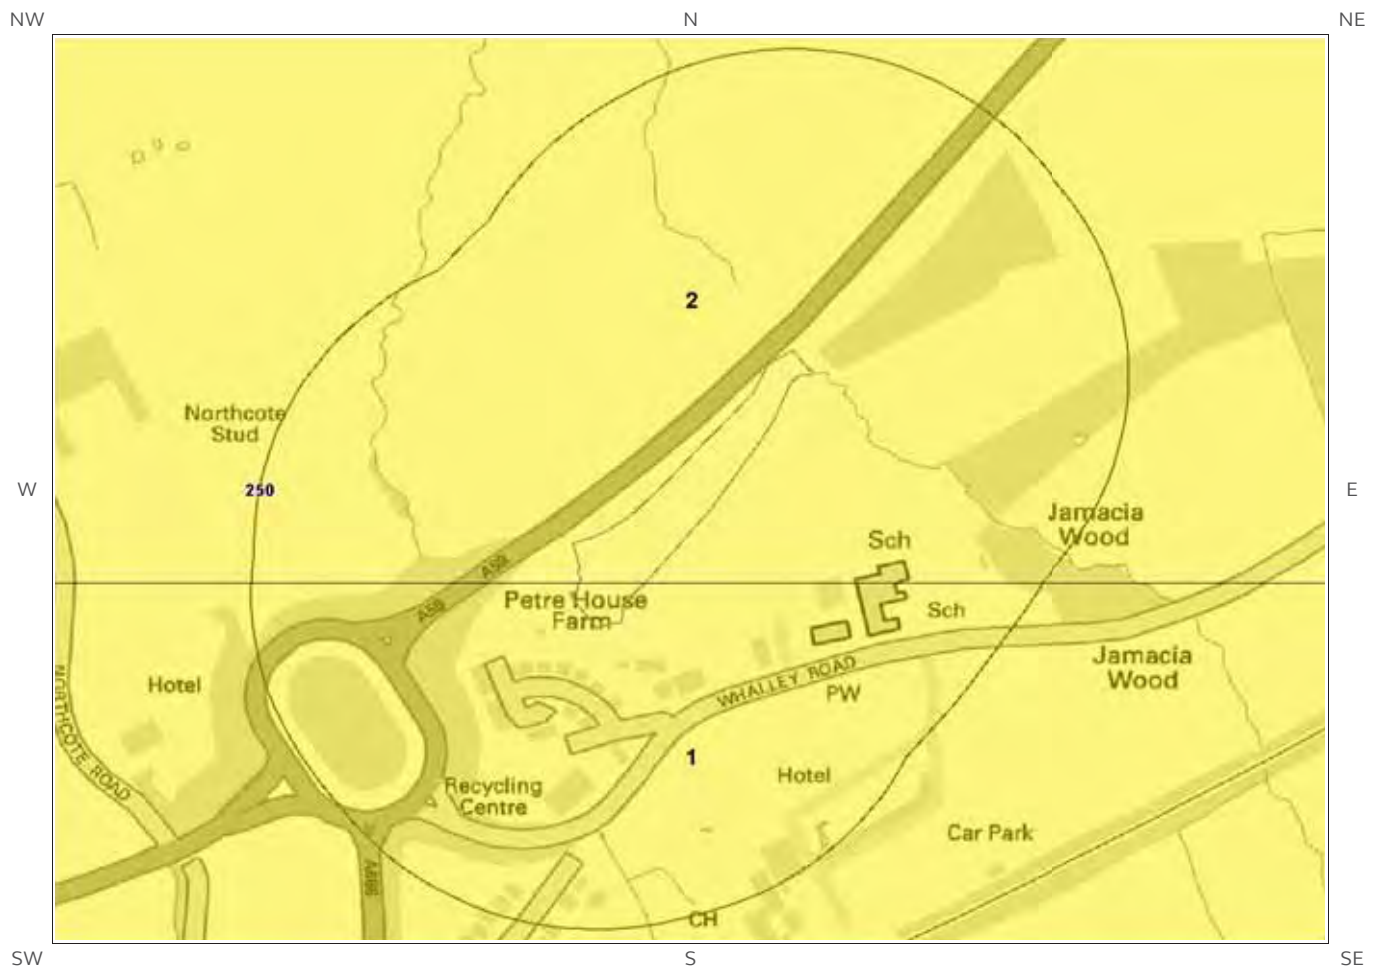 NW
N
NE
2
Northcote
Stud
W
250
E
Jamacia
Wood
Sch
A59
Petre House
Farm
A59
Sch
WHALLEY ROAD
Jamacia
Wood
Hotel
PW
NORTHCOTE ROAD
1
Hotel
Recycling
Centre
Car Park
A666
CH
SW
S
SE